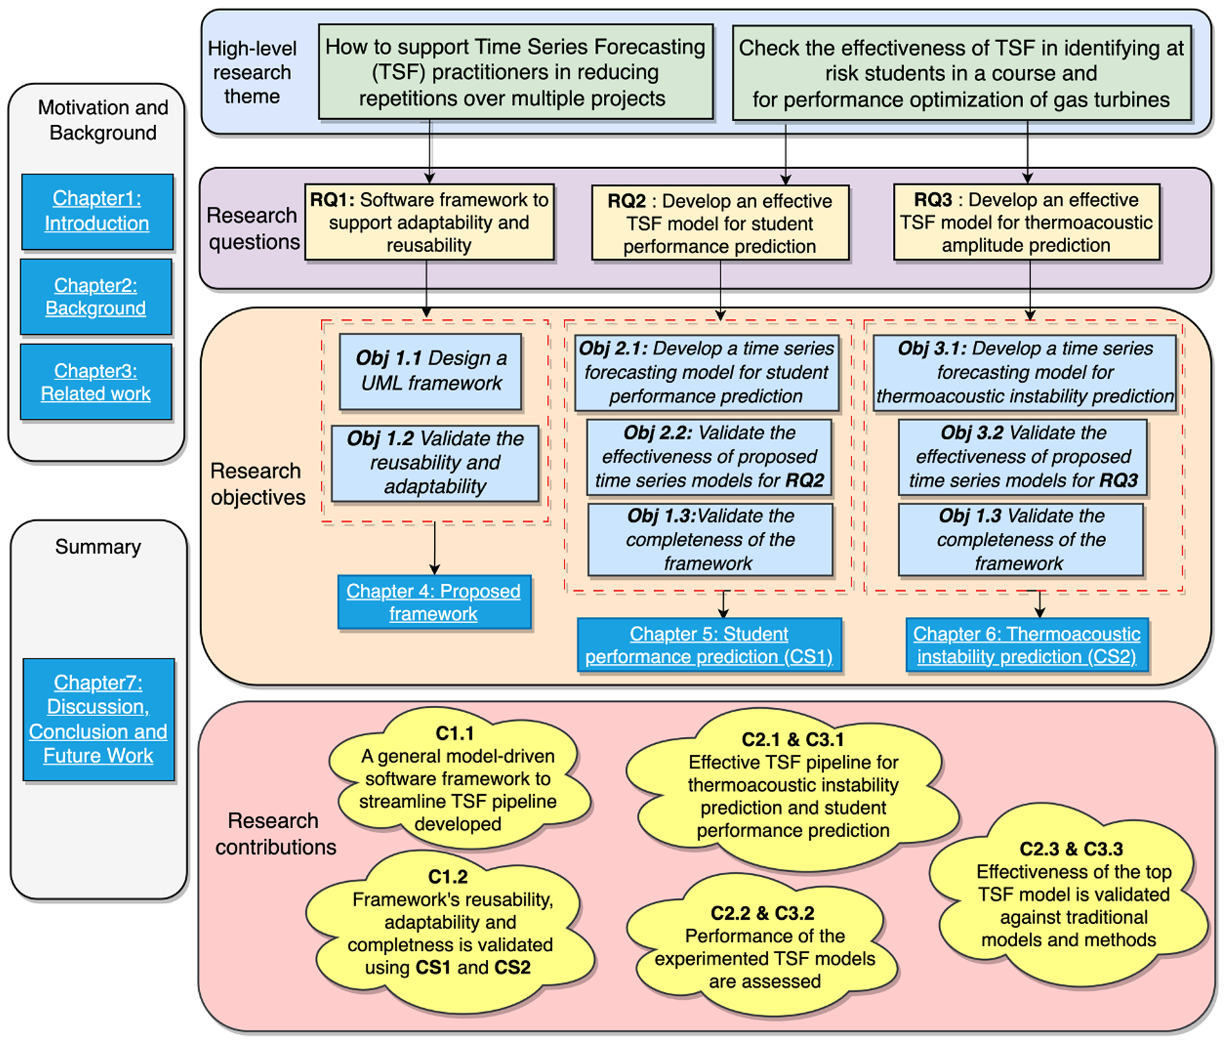 Motivation and
Background
Chapter1:
Introduction
Chapter2:
Background
Chapter3:
Related work
Summary
Chapter7:
Discussion,
Conclusion and
Future Work
High-level
research
theme
How to support Time Series Forecasting
(TSF) practitioners in reducing
repetitions over multiple projects
Check the effectiveness of TSF in identifying at
risk students in a course and
for performance optimization of gas turbines
Research
questions
RQ1: Software framework to
support adaptability and
reusability
RQ2 : Develop an effective
TSF model for student
performance prediction
RQ3 : Develop an effective
TSF model for thermoacoustic
amplitude prediction
Research
objectives
Obj 1.1 Design a
UML framework
Obj 1.2 Validate the
reusability and
adaptability
Chapter 4: Proposed
framework
Obj 2.1: Develop a time series
forecasting model for student
performance prediction
Obj 2.2: Validate the
effectiveness of proposed
time series models for RQ2
Obj 1.3:Validate the
completeness of the
framework
Chapter 5: Student
performance prediction (CS1)
Obj 3.1: Develop a time series
forecasting model for
thermoacoustic instability prediction
Obj 3.2 Validate the
effectiveness of proposed
time series models for RQ3
Obj 1.3 Validate the
completeness of the
framework
Chapter 6: Thermoacoustic
instability prediction (CS2)
Research
contributions
C1.1
A general model-driven
software framework to
streamline TSF pipeline
developed
C1.2
Framework's reusability,
adaptability and
completness is validated
using CS1 and CS2
C2.1 & C3.1
Effective TSF pipeline for
thermoacoustic instability
prediction and student
performance prediction
C2.2 & C3.2
Performance of the
experimented TSF models
are assessed
C2.3 & C3.3
Effectiveness of the top
TSF model is validated
against traditional
models and methods